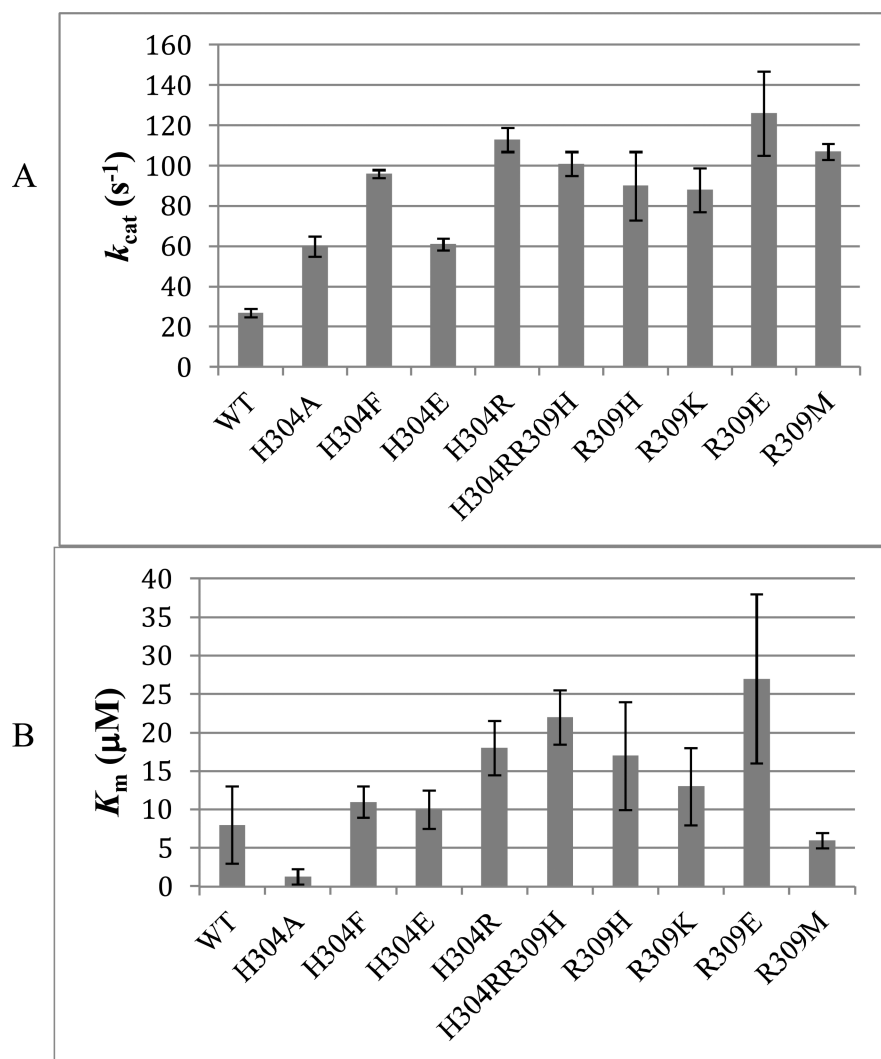 A
k_cat (s⁻¹)
160
140
120
100
80
60
40
20
0
WT
H304A
H304F
H304E
H304R
H304RR309H
R309H
R309K
R309E
R309M
B
K_m (μM)
40
35
30
25
20
15
10
5
0
WT
H304A
H304F
H304E
H304R
H304RR309H
R309H
R309K
R309E
R309M